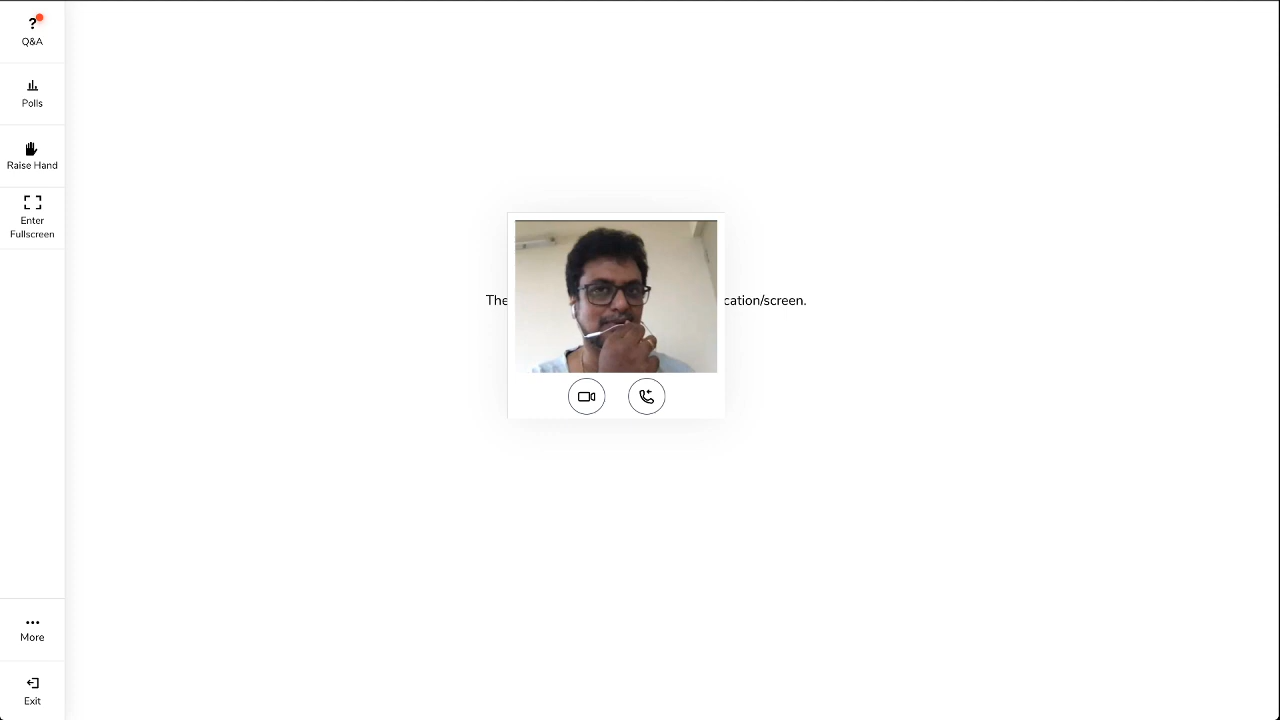 ?
Q&A
Polls
Raise Hand
Enter
Fullscreen
The
cation/screen.
More
Exit